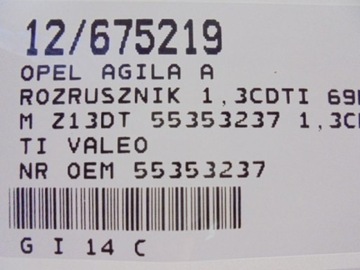 12/675219
OPEL AGILA A
ROZRUSZNIK 1,3CDTI 69
M Z13DT 55353237 1,3C
TI VALEO
NR OEM 55353237
G I 14 C